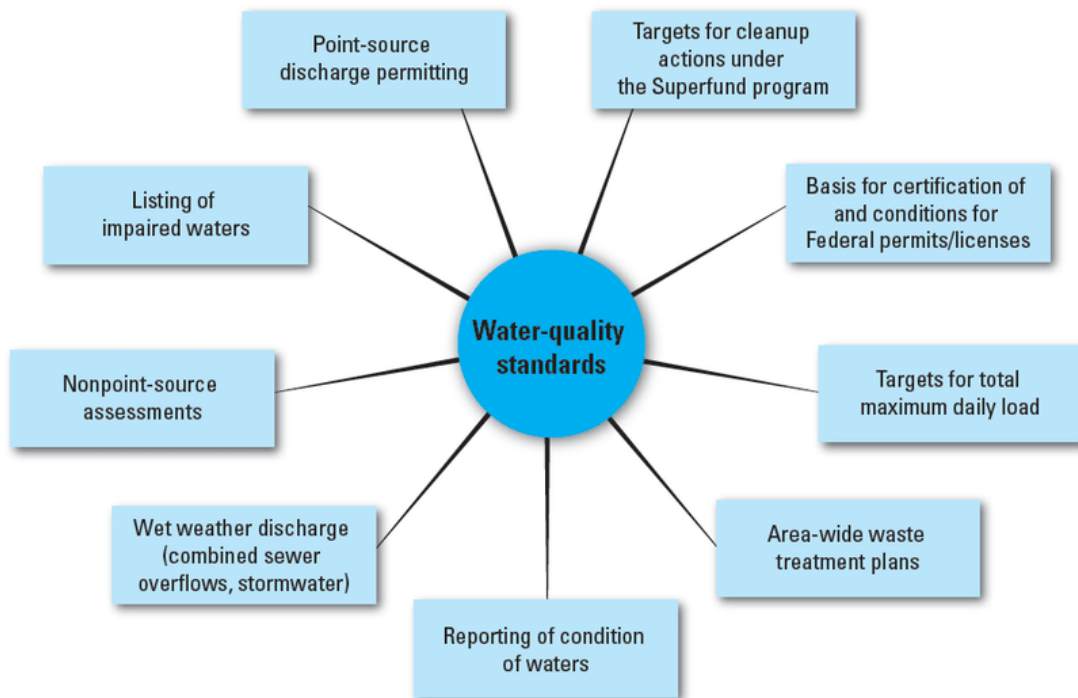 Point-source
discharge permitting
Targets for cleanup
actions under
the Superfund program
Listing of
impaired waters
Basis for certification of
and conditions for
Federal permits/licenses
Water-quality
standards
Nonpoint-source
assessments
Targets for total
maximum daily load
Wet weather discharge
(combined sewer
overflows, stormwater)
Area-wide waste
treatment plans
Reporting of condition
of waters